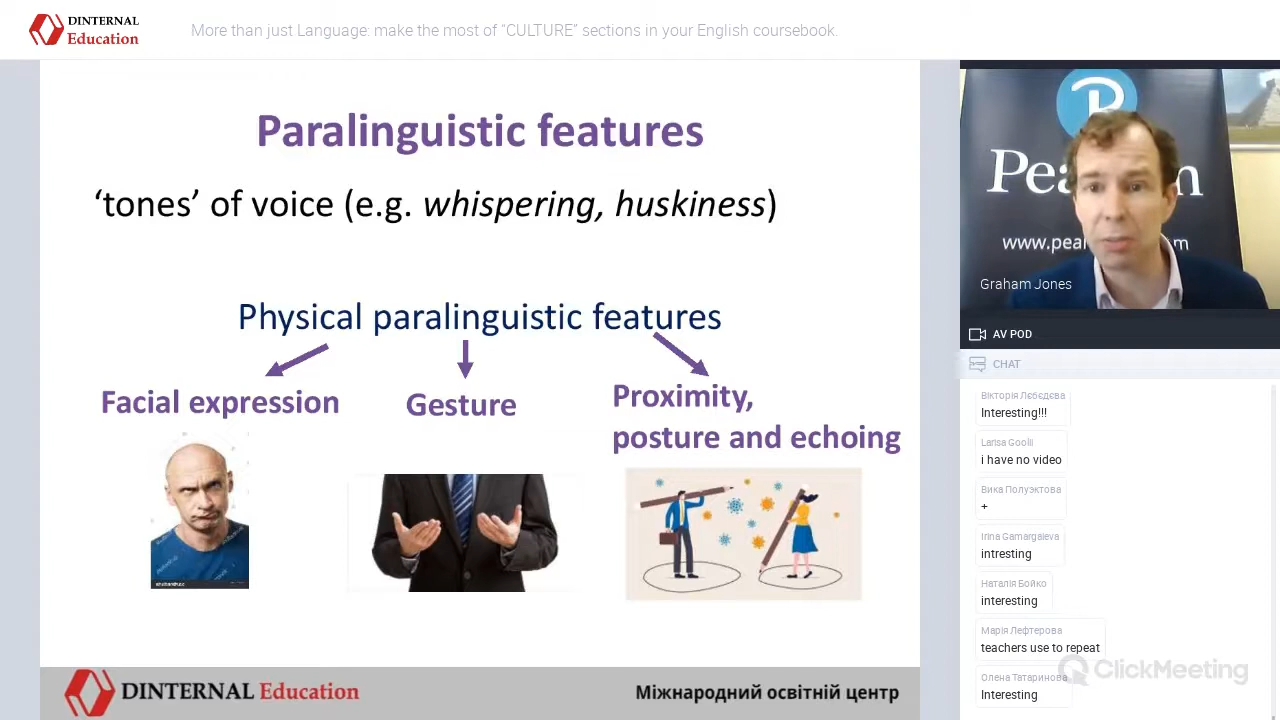 DINTERNAL
Education
More than just Language: make the most of “CULTURE” sections in your English coursebook.
Paralinguistic features
‘tones’ of voice (e.g. whispering, huskiness)
Physical paralinguistic features
Facial expression
Gesture
Proximity,
posture and echoing
DINTERNAL Education
Міжнародний освітній центр
Pea
m
www.pea
m
Graham Jones
AV POD
CHAT
Вікторія Лєбєдєва
Interesting!!!
Larisa Goolii
i have no video
Вика Полуэктова
+
Irina Gamargaieva
intresting
Наталія Бойко
interesting
Марія Лефтерова
teachers use to repeat
Олена Татаринова
Interesting
ClickMeeting